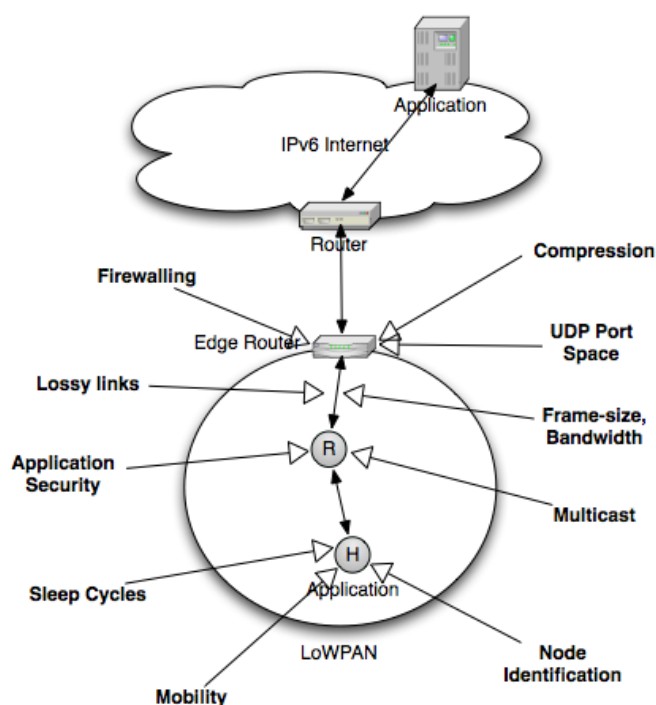 Application
IPv6 Internet
Router
Firewalling
Compression
Edge Router
UDP Port
Space
Lossy links
Frame-size,
Bandwidth
R
Application
Security
Multicast
H
Sleep Cycles
Application
LoWPAN
Node
Identification
Mobility